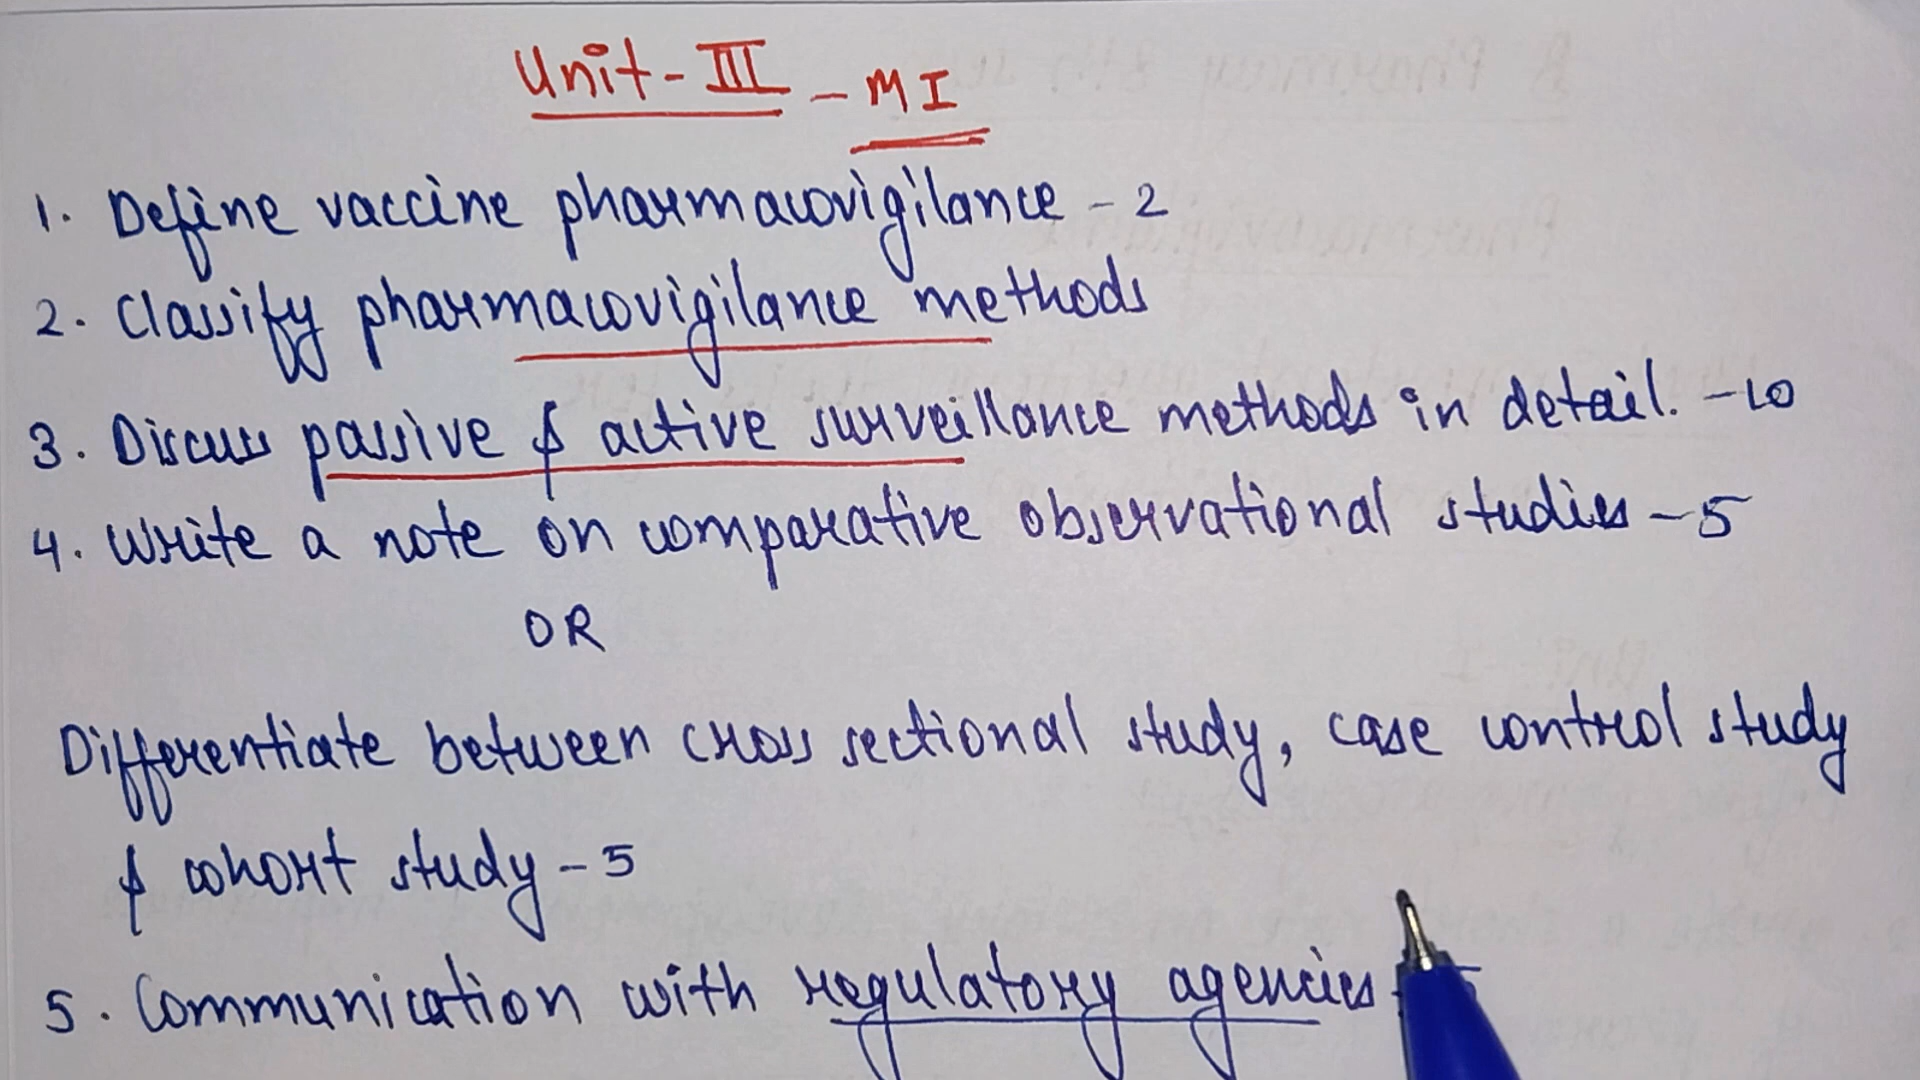 Unit-III - MI
1. Define vaccine pharmacovigilance - 2
2. Classify pharmacovigilance methods
3. Discuss passive & active surveillance methods in detail. - 10
4. Write a note on comparative observational studies - 5
OR
Differentiate between cross sectional study, case control study
& cohort study - 5
5. Communication with regulatory agencies